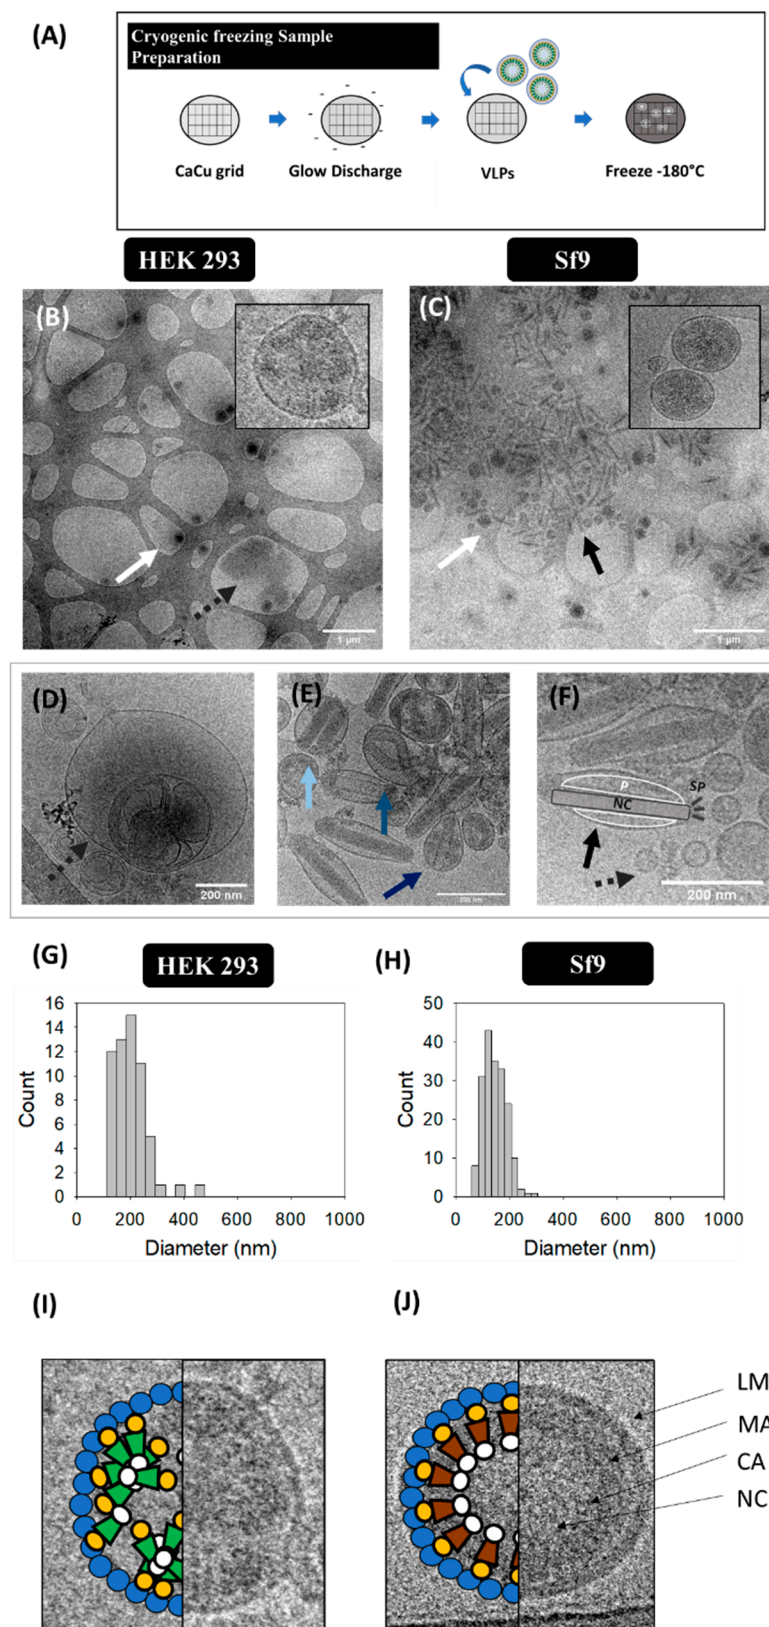 (A)
Cryogenic freezing Sample
Preparation
CaCu grid
Glow Discharge
VLPs
Freeze -180°C
HEK 293
Sf9
(B)
(C)
1 µm
1 µm
(D)
(E)
(F)
P
NC
SP
200 nm
200 nm
200 nm
(G)
HEK 293
(H)
Sf9
16
14
12
10
8
6
4
2
0
Count
0 200 400 600 800 1000
Diameter (nm)
50
40
30
20
10
0
Count
0 200 400 600 800 1000
Diameter (nm)
(I)
(J)
LM
MA
CA
NC